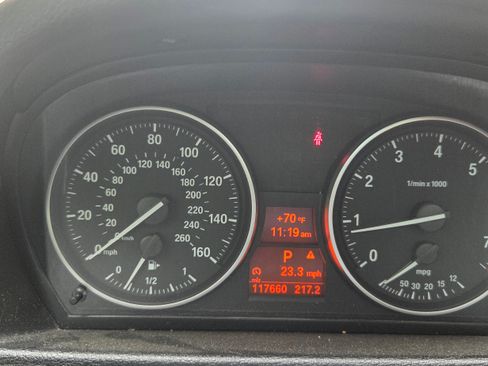 0 20 40 60 80 100 120 140 160
mph
0 20 40 60 80 100 120 140 160 180 200 220 240 260
km/h
0 1/2 1
+70 °F
11:19 am
P
23.3 mph
117660 217.2
0 1 2 3 4 5
7
1/min x 1000
mpg
50 30 20 15 12